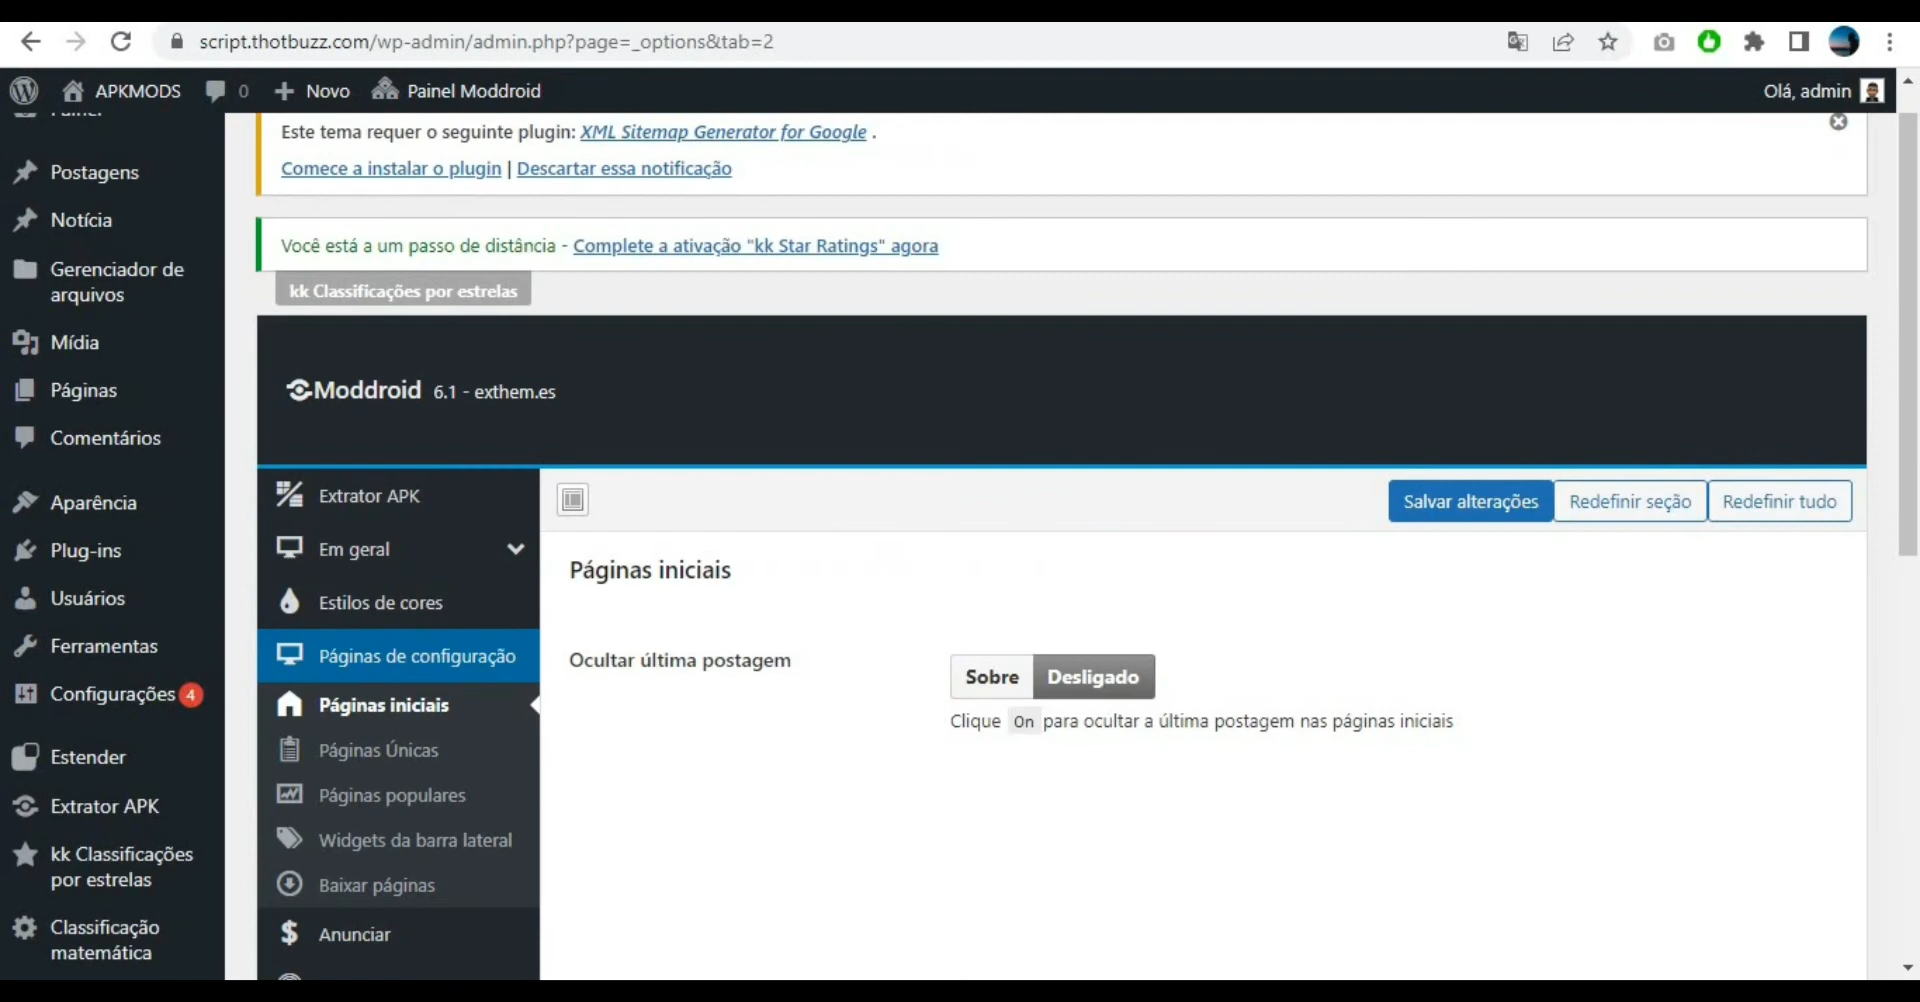 script.thotbuzz.com/wp-admin/admin.php?page=_options&tab=2
APKMODS 0 Novo Painel Moddroid Olá, admin
Painel
Postagens
Notícia
Gerenciador de
arquivos
Mídia
Páginas
Comentários
Aparência
Plug-ins
Usuários
Ferramentas
Configurações 4
Estender
Extrator APK
kk Classificações
por estrelas
Classificação
matemática
Este tema requer o seguinte plugin: XML Sitemap Generator for Google .
Comece a instalar o plugin | Descartar essa notificação
Você está a um passo de distância - Complete a ativação "kk Star Ratings" agora
kk Classificações por estrelas
Moddroid 6.1 - exthem.es
Extrator APK
Em geral
Estilos de cores
Páginas de configuração
Páginas iniciais
Páginas Únicas
Páginas populares
Widgets da barra lateral
Baixar páginas
Anunciar
Salvar alterações Redefinir seção Redefinir tudo
Páginas iniciais
Ocultar última postagem
Sobre Desligado
Clique On para ocultar a última postagem nas páginas iniciais